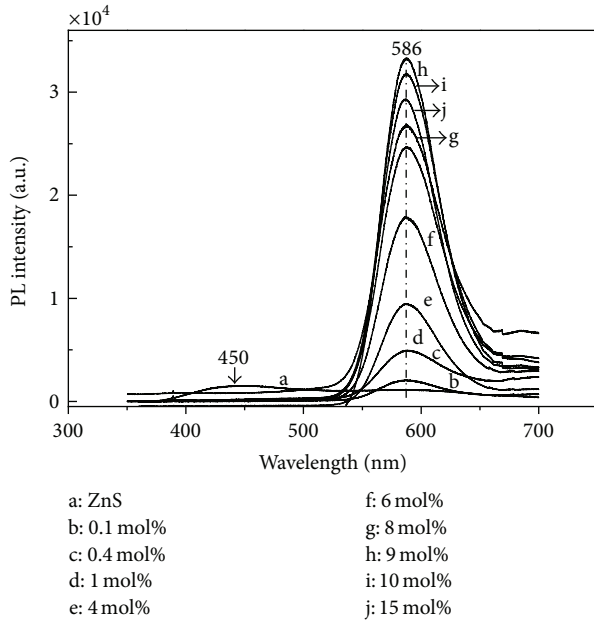 ×10⁴
586
h
i
j
g
f
e
d
c
b
a
450
4
3
2
1
0
PL intensity (a.u.)
300 400 500 600 700
Wavelength (nm)
a: ZnS
b: 0.1 mol%
c: 0.4 mol%
d: 1 mol%
e: 4 mol%
f: 6 mol%
g: 8 mol%
h: 9 mol%
i: 10 mol%
j: 15 mol%